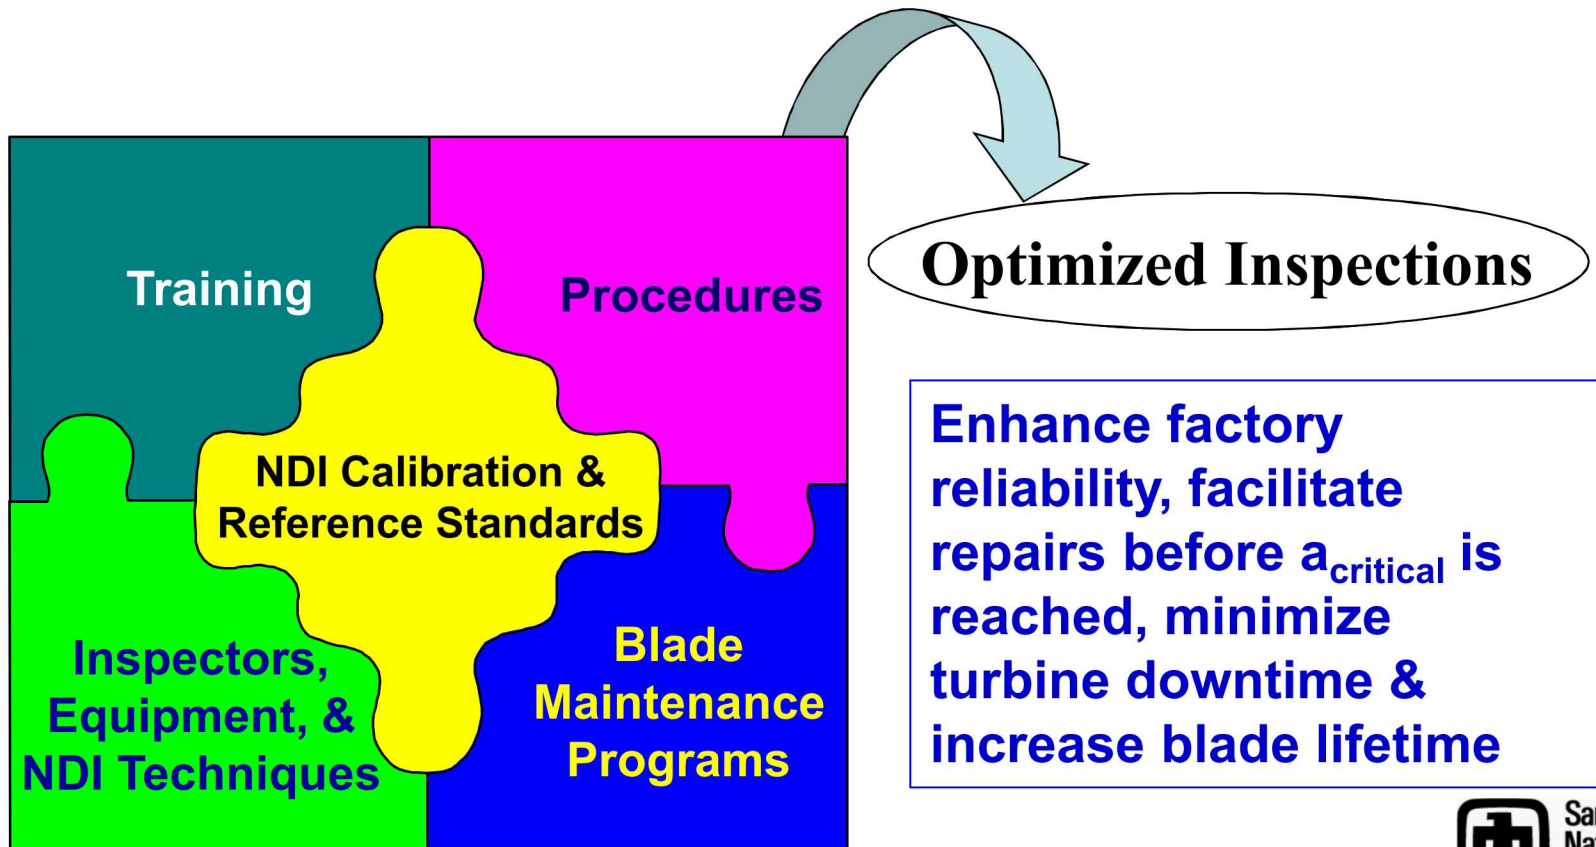 Training
Procedures
NDI Calibration &
Reference Standards
Inspectors,
Equipment, &
NDI Techniques
Blade
Maintenance
Programs
Optimized Inspections
Enhance factory
reliability, facilitate
repairs before a_critical is
reached, minimize
turbine downtime &
increase blade lifetime